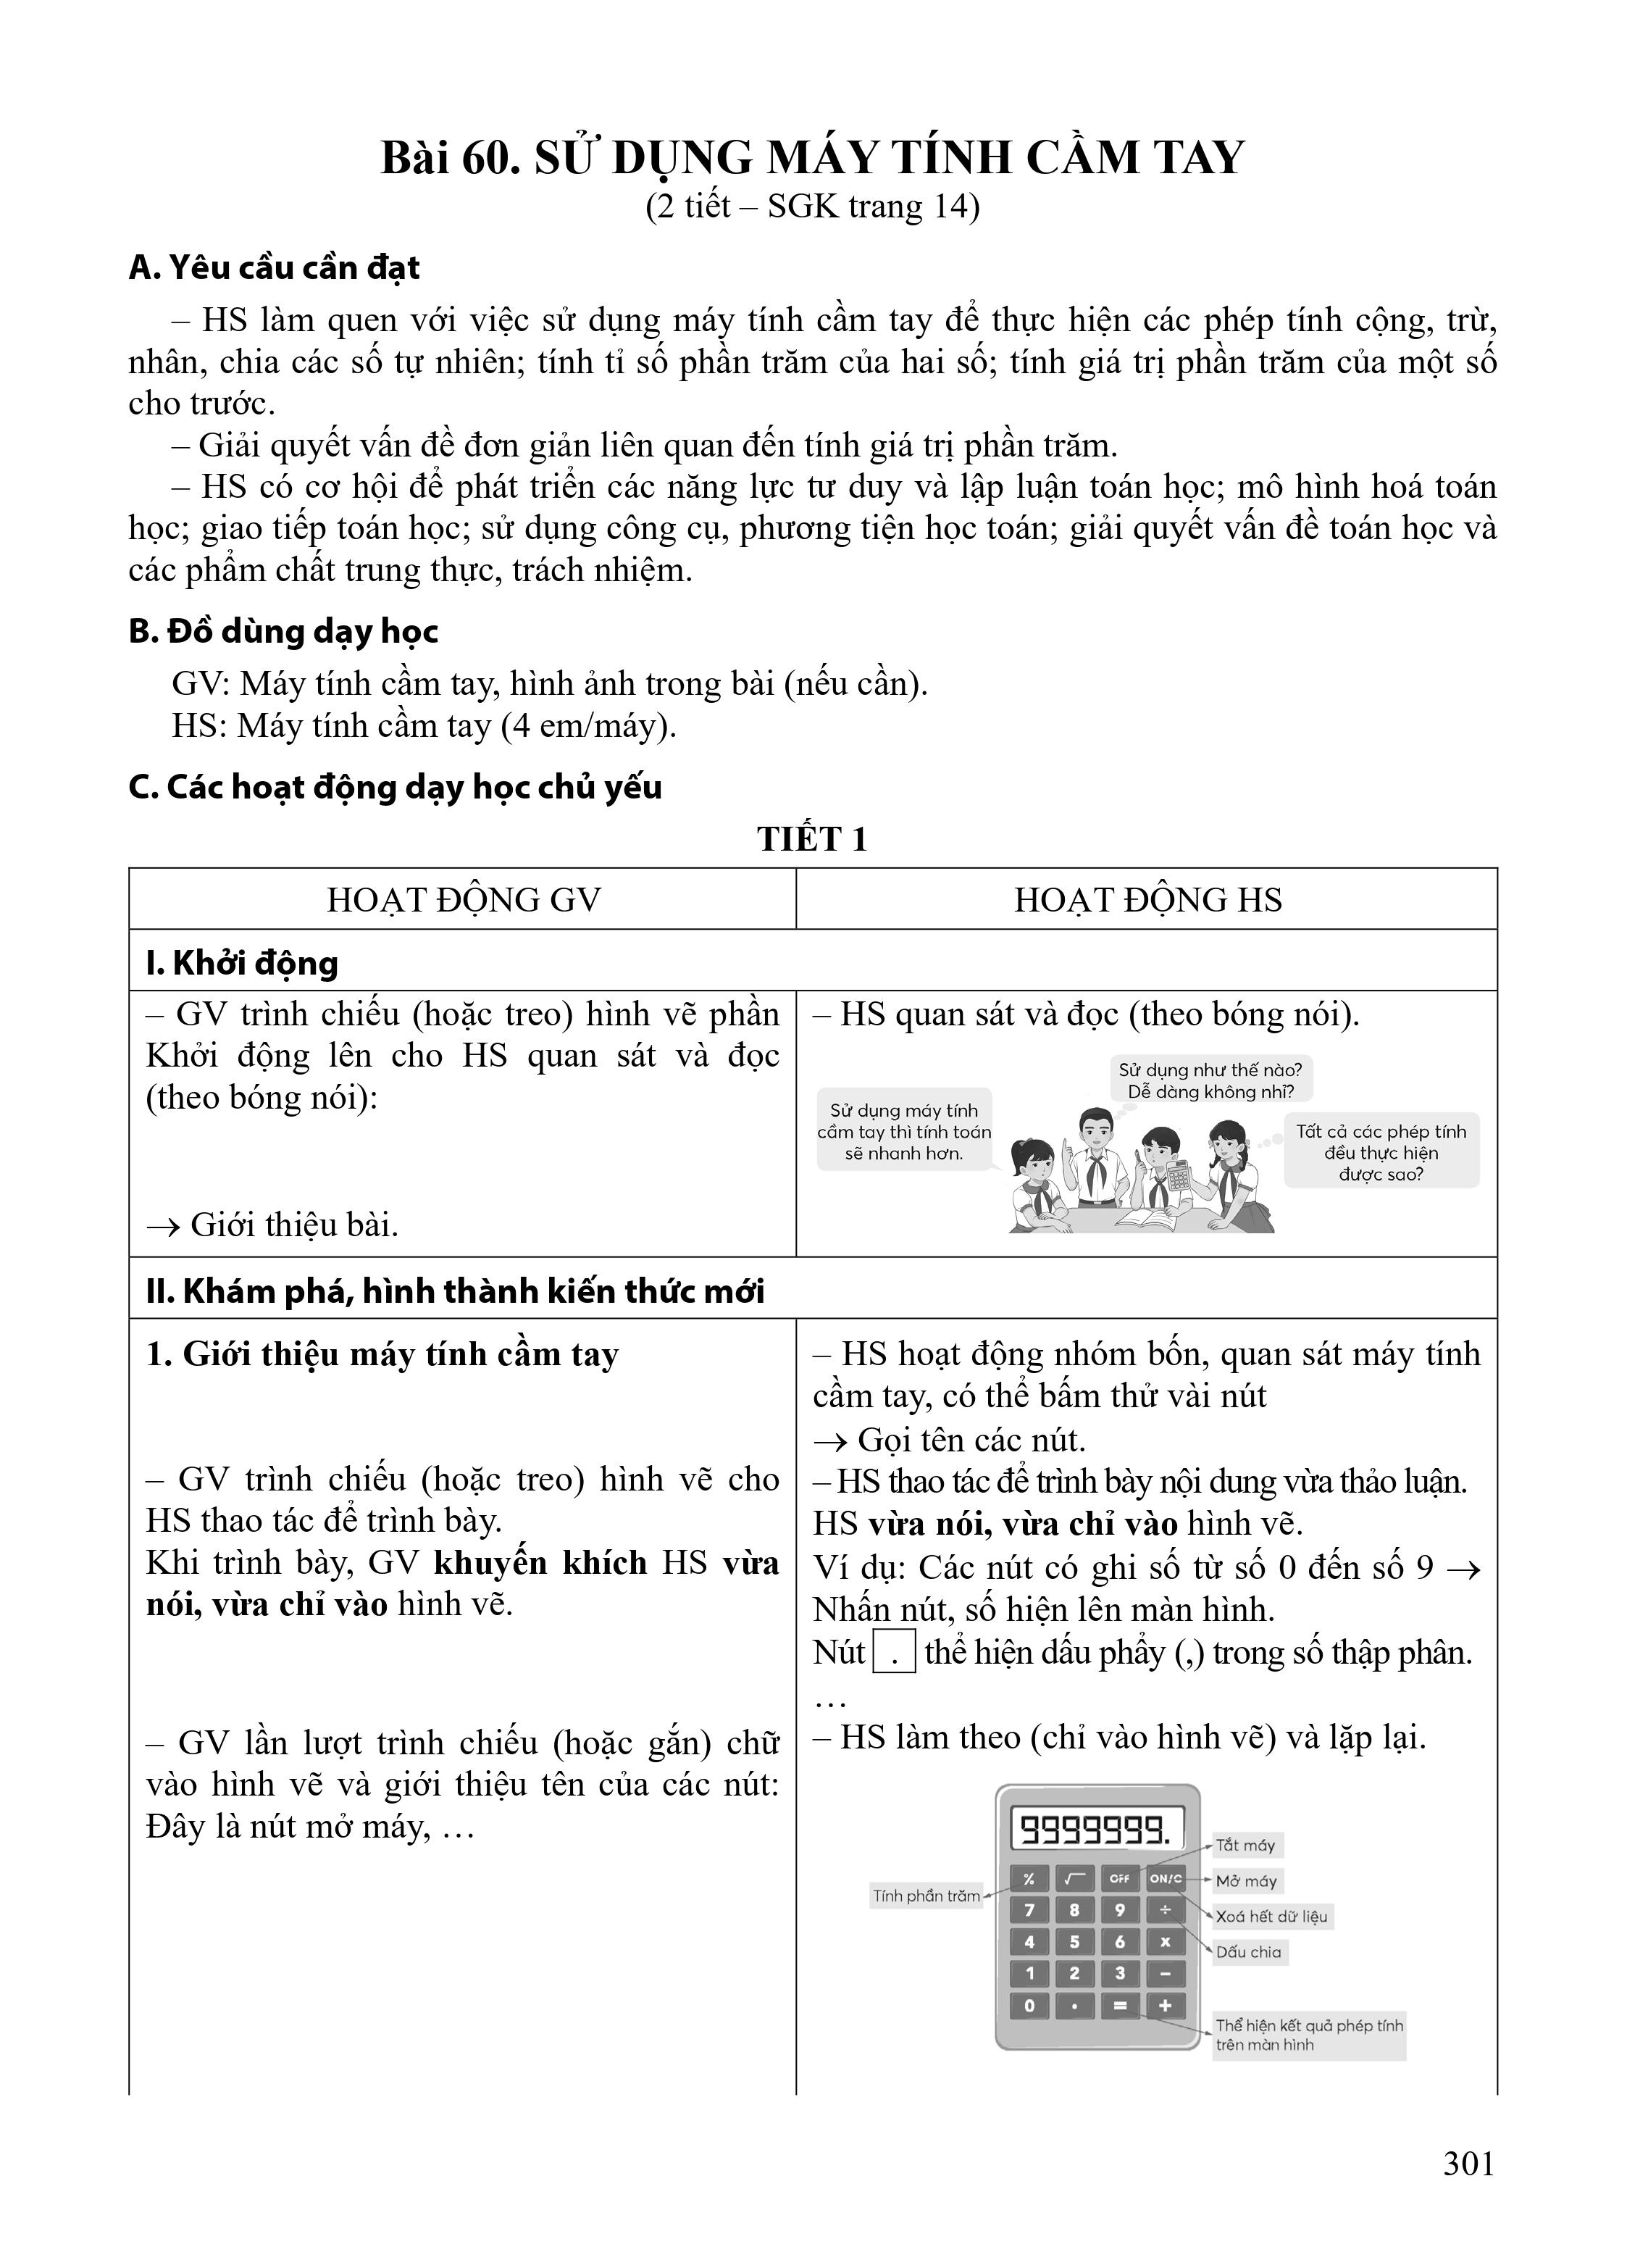 Bài 60. SỬ DỤNG MÁY TÍNH CẦM TAY
(2 tiết – SGK trang 14)
A. Yêu cầu cần đạt
– HS làm quen với việc sử dụng máy tính cầm tay để thực hiện các phép tính cộng, trừ,
nhân, chia các số tự nhiên; tính tỉ số phần trăm của hai số; tính giá trị phần trăm của một số
cho trước.
– Giải quyết vấn đề đơn giản liên quan đến tính giá trị phần trăm.
– HS có cơ hội để phát triển các năng lực tư duy và lập luận toán học; mô hình hoá toán
học; giao tiếp toán học; sử dụng công cụ, phương tiện học toán; giải quyết vấn đề toán học và
các phẩm chất trung thực, trách nhiệm.
B. Đồ dùng dạy học
GV: Máy tính cầm tay, hình ảnh trong bài (nếu cần).
HS: Máy tính cầm tay (4 em/máy).
C. Các hoạt động dạy học chủ yếu
TIẾT 1
HOẠT ĐỘNG GV
HOẠT ĐỘNG HS
I. Khởi động
– GV trình chiếu (hoặc treo) hình vẽ phần
Khởi động lên cho HS quan sát và đọc
(theo bóng nói):
→ Giới thiệu bài.
– HS quan sát và đọc (theo bóng nói).
Sử dụng máy tính
cầm tay thì tính toán
sẽ nhanh hơn.
Sử dụng như thế nào?
Dễ dàng không nhỉ?
Tất cả các phép tính
đều thực hiện
được sao?
II. Khám phá, hình thành kiến thức mới
1. Giới thiệu máy tính cầm tay
– GV trình chiếu (hoặc treo) hình vẽ cho
HS thao tác để trình bày.
Khi trình bày, GV khuyến khích HS vừa
nói, vừa chỉ vào hình vẽ.
– GV lần lượt trình chiếu (hoặc gắn) chữ
vào hình vẽ và giới thiệu tên của các nút:
Đây là nút mở máy, …
– HS hoạt động nhóm bốn, quan sát máy tính
cầm tay, có thể bấm thử vài nút
→ Gọi tên các nút.
– HS thao tác để trình bày nội dung vừa thảo luận.
HS vừa nói, vừa chỉ vào hình vẽ.
Ví dụ: Các nút có ghi số từ số 0 đến số 9 →
Nhấn nút, số hiện lên màn hình.
Nút . thể hiện dấu phẩy (,) trong số thập phân.
…
– HS làm theo (chỉ vào hình vẽ) và lặp lại.
9999999.
% √ OFF ON/C
7 8 9 ÷
4 5 6 x
1 2 3 –
0 . = +
Tính phần trăm
Tắt máy
Mở máy
Xoá hết dữ liệu
Dấu chia
Thể hiện kết quả phép tính
trên màn hình
301